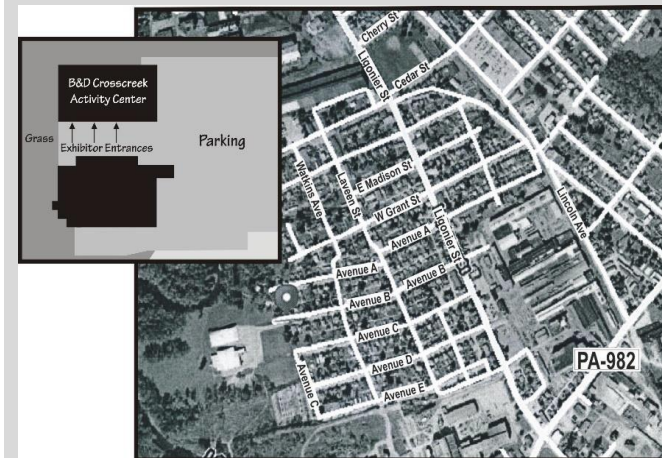 B&D Crosscreek
Activity Center
Grass
Exhibitor Entrances
Parking
Cherry St
Ligonier St
Cedar St
Watkins Ave
Laveen St
E Madison St
W Grant St
Ligonier St
Lincoln Ave
Avenue A
Avenue A
Avenue B
Avenue B
Avenue C
Avenue D
Avenue C
Avenue E
PA-982